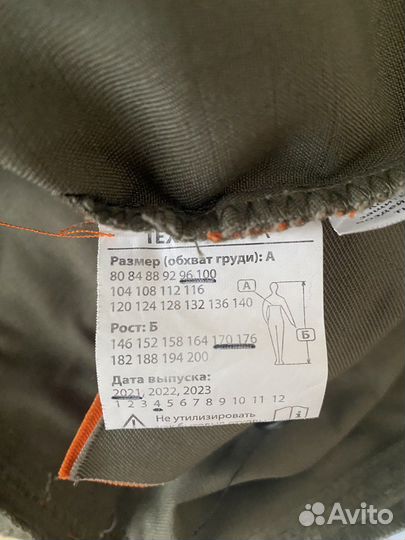 Размер (обхват груди): А
80 84 88 92 96 100
104 108 112 116
120 124 128 132 136 140
А
Рост: Б
Б
146 152 158 164 170 176
182 188 194 200
Дата выпуска:
2021, 2022, 2023
1 2 3 4 5 6 7 8 9 10 11 12
Не утилизировать
Avito